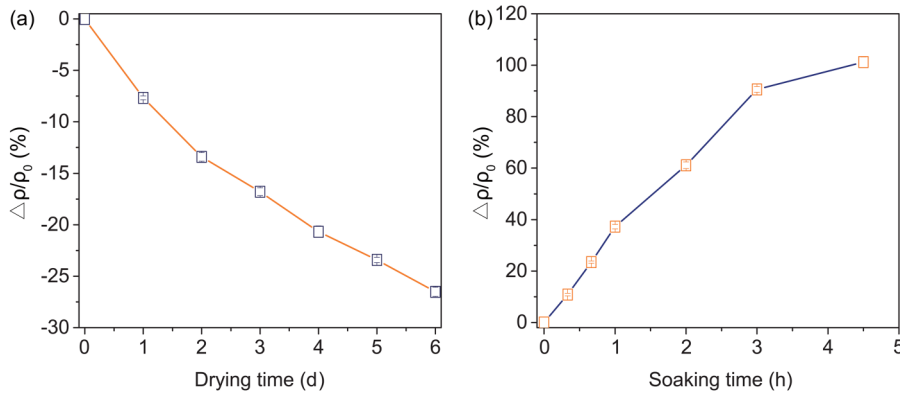 (a)
0
-5
-10
-15
-20
-25
-30
△ρ/ρ0 (%)
0 1 2 3 4 5 6
Drying time (d)
(b)
120
100
80
60
40
20
0
△ρ/ρ0 (%)
0 1 2 3 4 5
Soaking time (h)